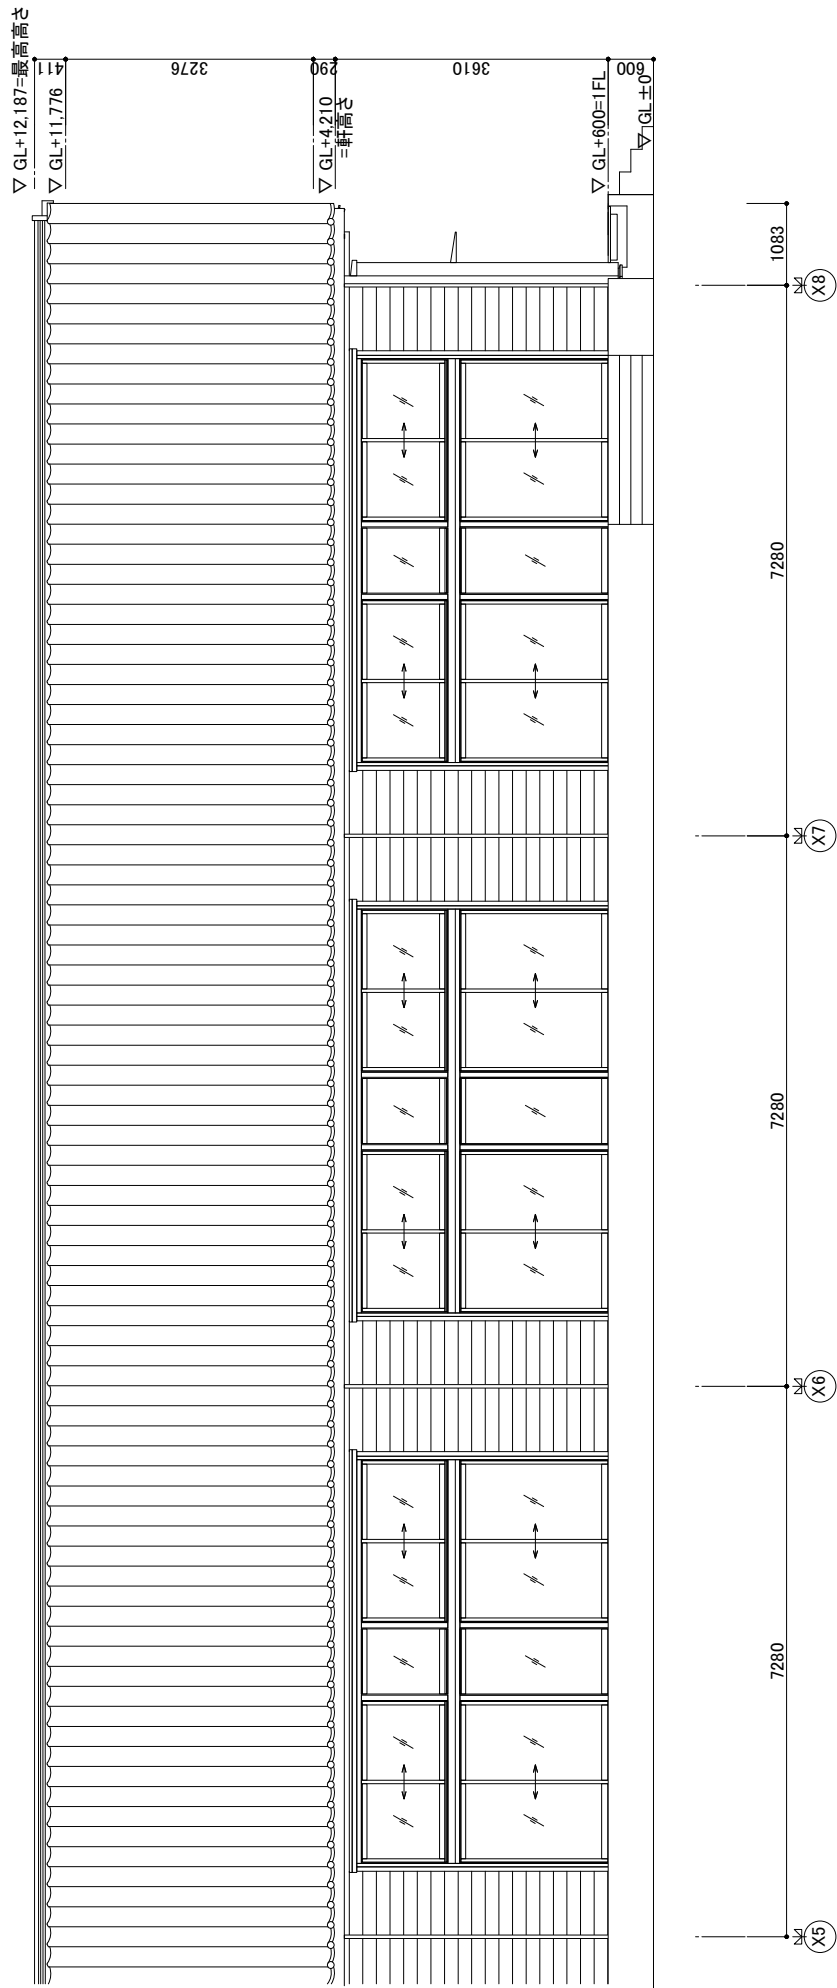 ▽ GL+12,187=最高高さ
▽ GL+11,776
▽ GL+4,210
=軒高さ
▽ GL+600=1FL
▽ GL±0
411
3276
290
3610
600
1083
7280
7280
7280
X8
X7
X6
X5